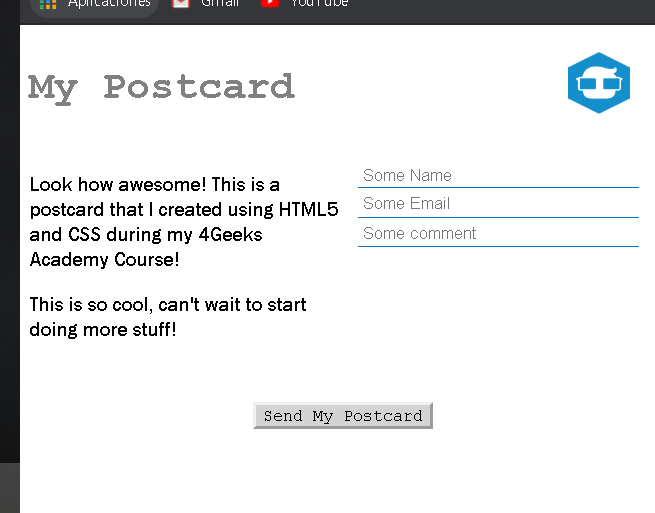 Aplicaciones Gmail YouTube
My Postcard
Look how awesome! This is a
postcard that I created using HTML5
and CSS during my 4Geeks
Academy Course!
This is so cool, can't wait to start
doing more stuff!
Some Name
Some Email
Some comment
Send My Postcard